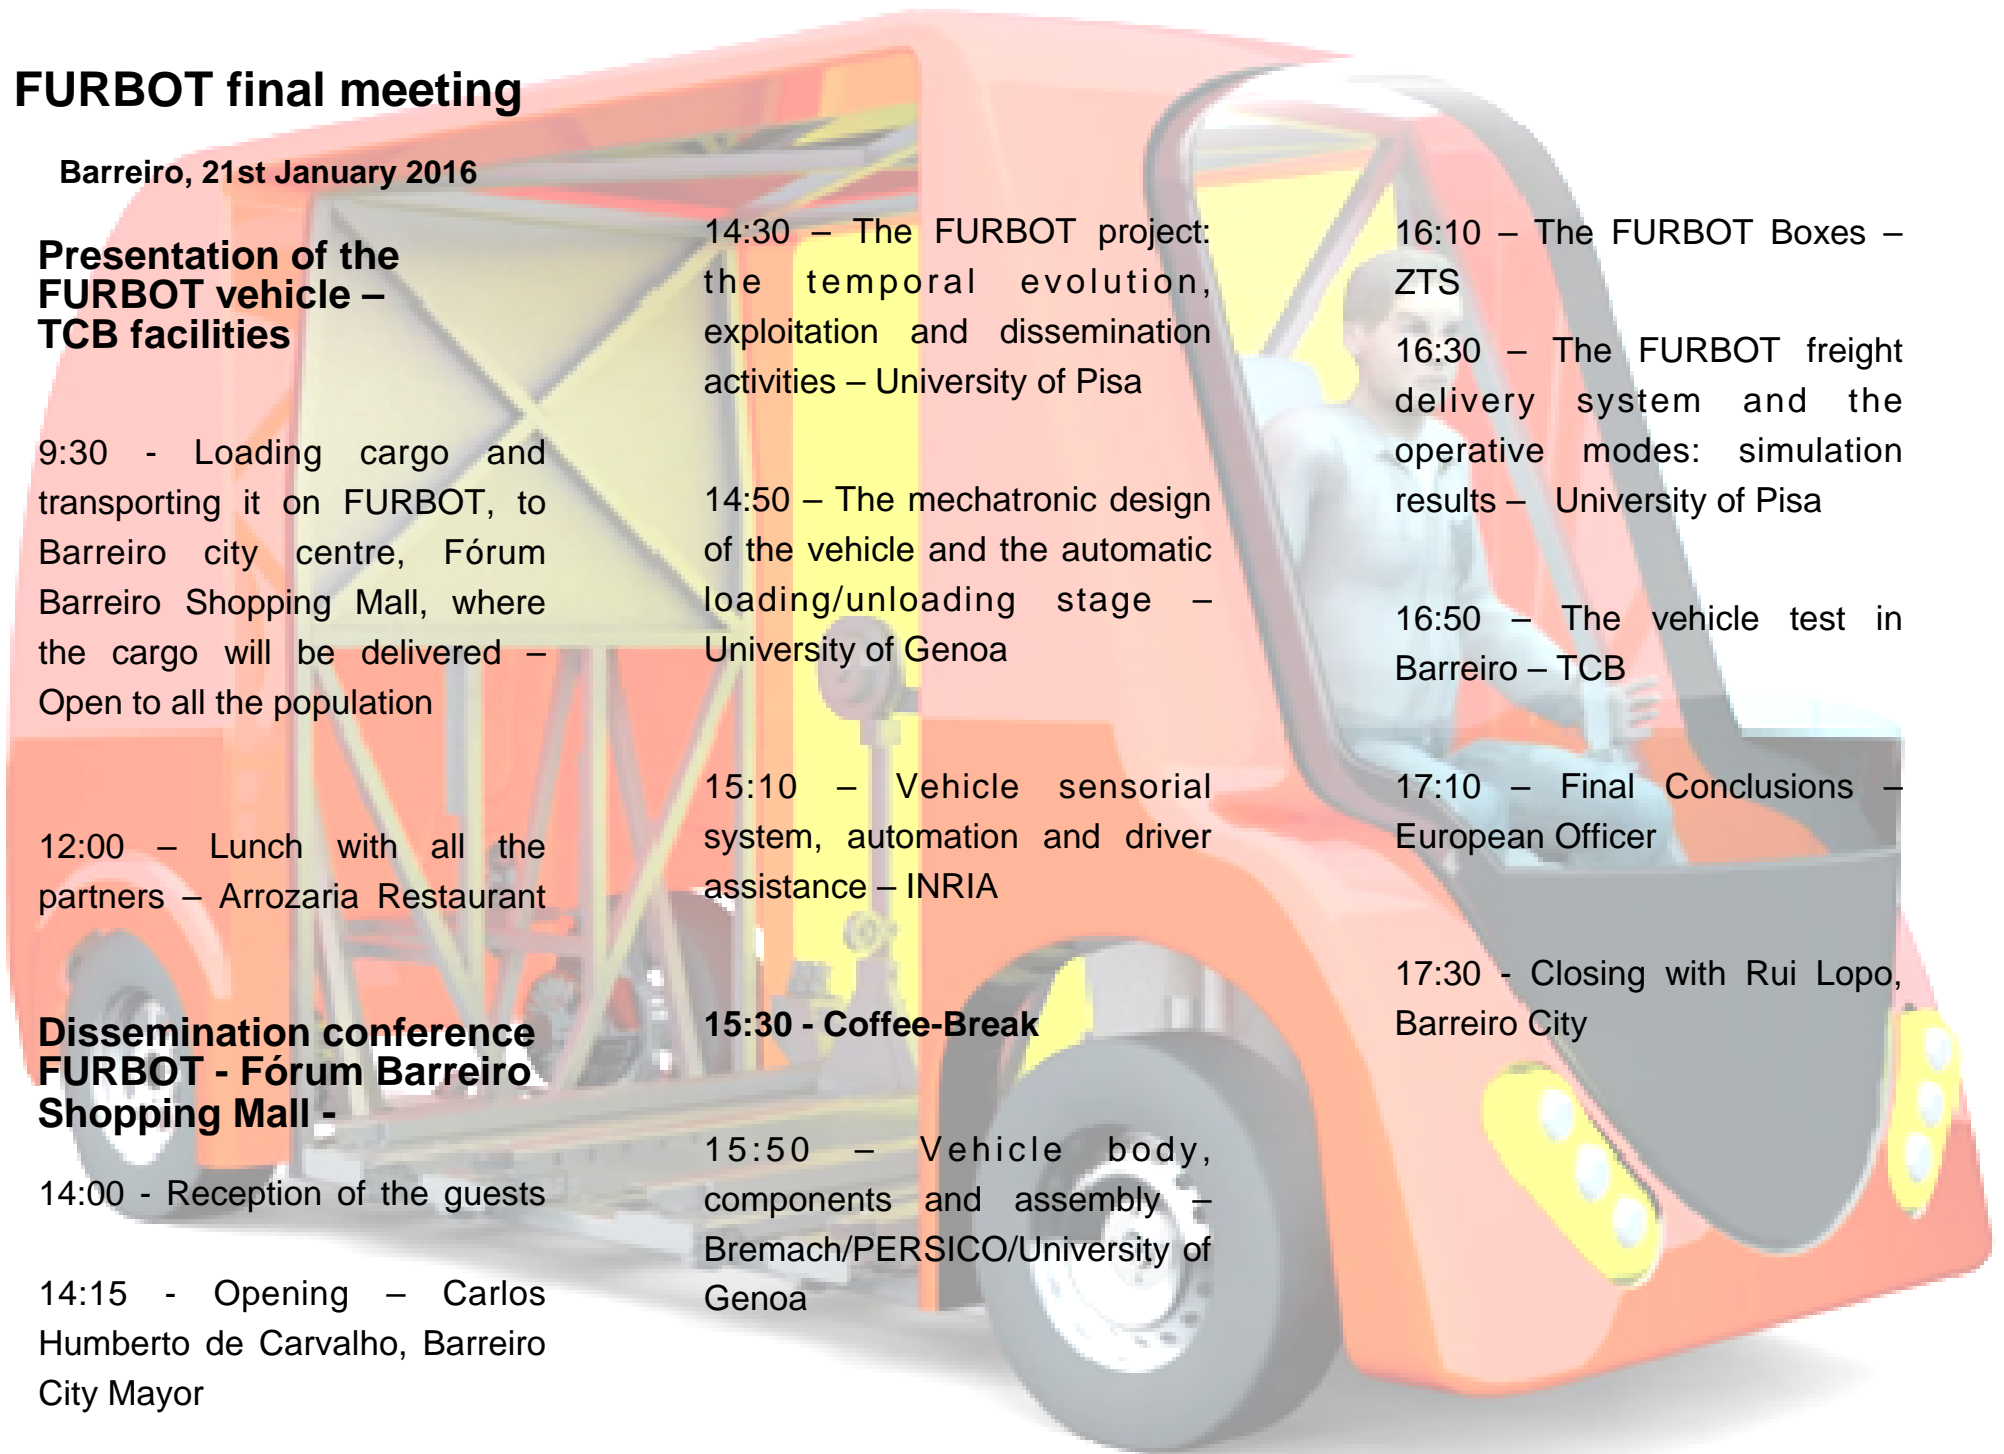 FURBOT final meeting
Barreiro, 21st January 2016
Presentation of the
FURBOT vehicle –
TCB facilities
9:30 - Loading cargo and
transporting it on FURBOT, to
Barreiro city centre, Fórum
Barreiro Shopping Mall, where
the cargo will be delivered –
Open to all the population
12:00 – Lunch with all the
partners – Arrozaria Restaurant
Dissemination conference
FURBOT - Fórum Barreiro
Shopping Mall -
14:00 - Reception of the guests
14:15 - Opening – Carlos
Humberto de Carvalho, Barreiro
City Mayor
14:30 – The FURBOT project:
the temporal evolution,
exploitation and dissemination
activities – University of Pisa
14:50 – The mechatronic design
of the vehicle and the automatic
loading/unloading stage –
University of Genoa
15:10 – Vehicle sensorial
system, automation and driver
assistance – INRIA
15:30 - Coffee-Break
15:50 – Vehicle body,
components and assembly –
Bremach/PERSICO/University of
Genoa
16:10 – The FURBOT Boxes –
ZTS
16:30 – The FURBOT freight
delivery system and the
operative modes: simulation
results – University of Pisa
16:50 – The vehicle test in
Barreiro – TCB
17:10 – Final Conclusions –
European Officer
17:30 - Closing with Rui Lopo,
Barreiro City